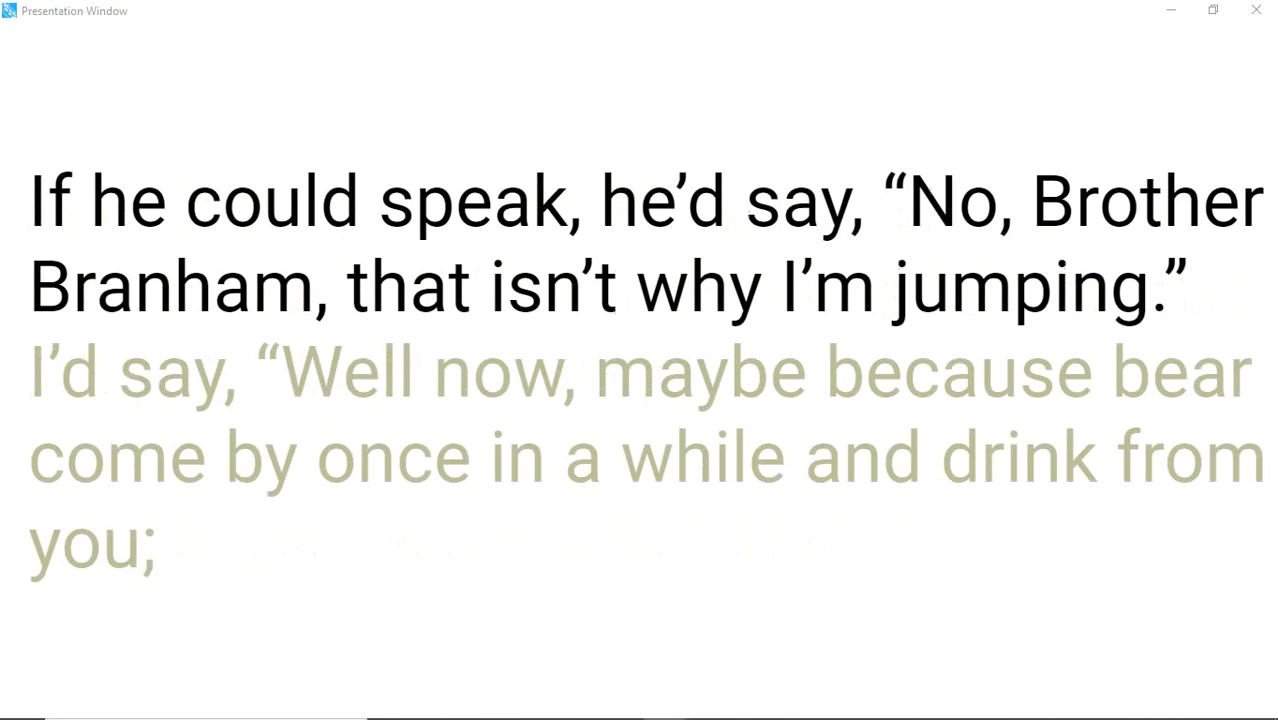 Presentation Window
If he could speak, he’d say, “No, Brother
Branham, that isn’t why I’m jumping.”
I’d say, “Well now, maybe because bear
come by once in a while and drink from
you;